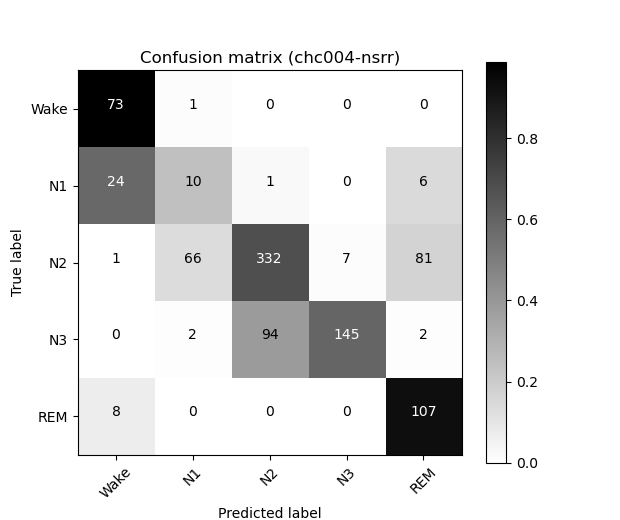 Confusion matrix (chc004-nsrr)
Wake 73 1 0 0 0
N1 24 10 1 0 6
N2 1 66 332 7 81
N3 0 2 94 145 2
REM 8 0 0 0 107
Wake N1 N2 N3 REM
Predicted label
True label
0.8
0.6
0.4
0.2
0.0